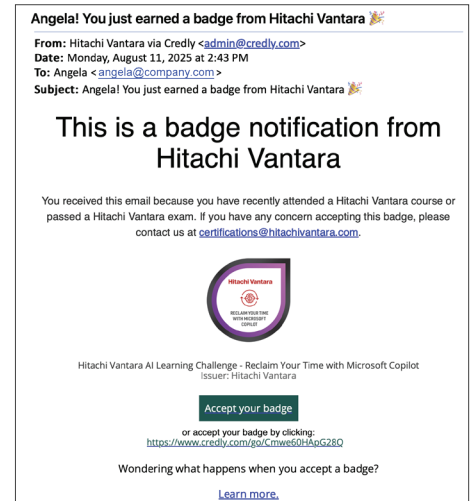 Angela! You just earned a badge from Hitachi Vantara 🎉
From: Hitachi Vantara via Credly <admin@credly.com>
Date: Monday, August 11, 2025 at 2:43 PM
To: Angela <angela@company.com>
Subject: Angela! You just earned a badge from Hitachi Vantara 🎉
This is a badge notification from
Hitachi Vantara
You received this email because you have recently attended a Hitachi Vantara course or
passed a Hitachi Vantara exam. If you have any concern accepting this badge, please
contact us at certifications@hitachivantara.com.
Hitachi Vantara
RECLAIM YOUR TIME
WITH MICROSOFT
COPILOT
Hitachi Vantara AI Learning Challenge - Reclaim Your Time with Microsoft Copilot
Issuer: Hitachi Vantara
Accept your badge
or accept your badge by clicking:
https://www.credly.com/go/Cmwe60HApG28Q
Wondering what happens when you accept a badge?
Learn more.